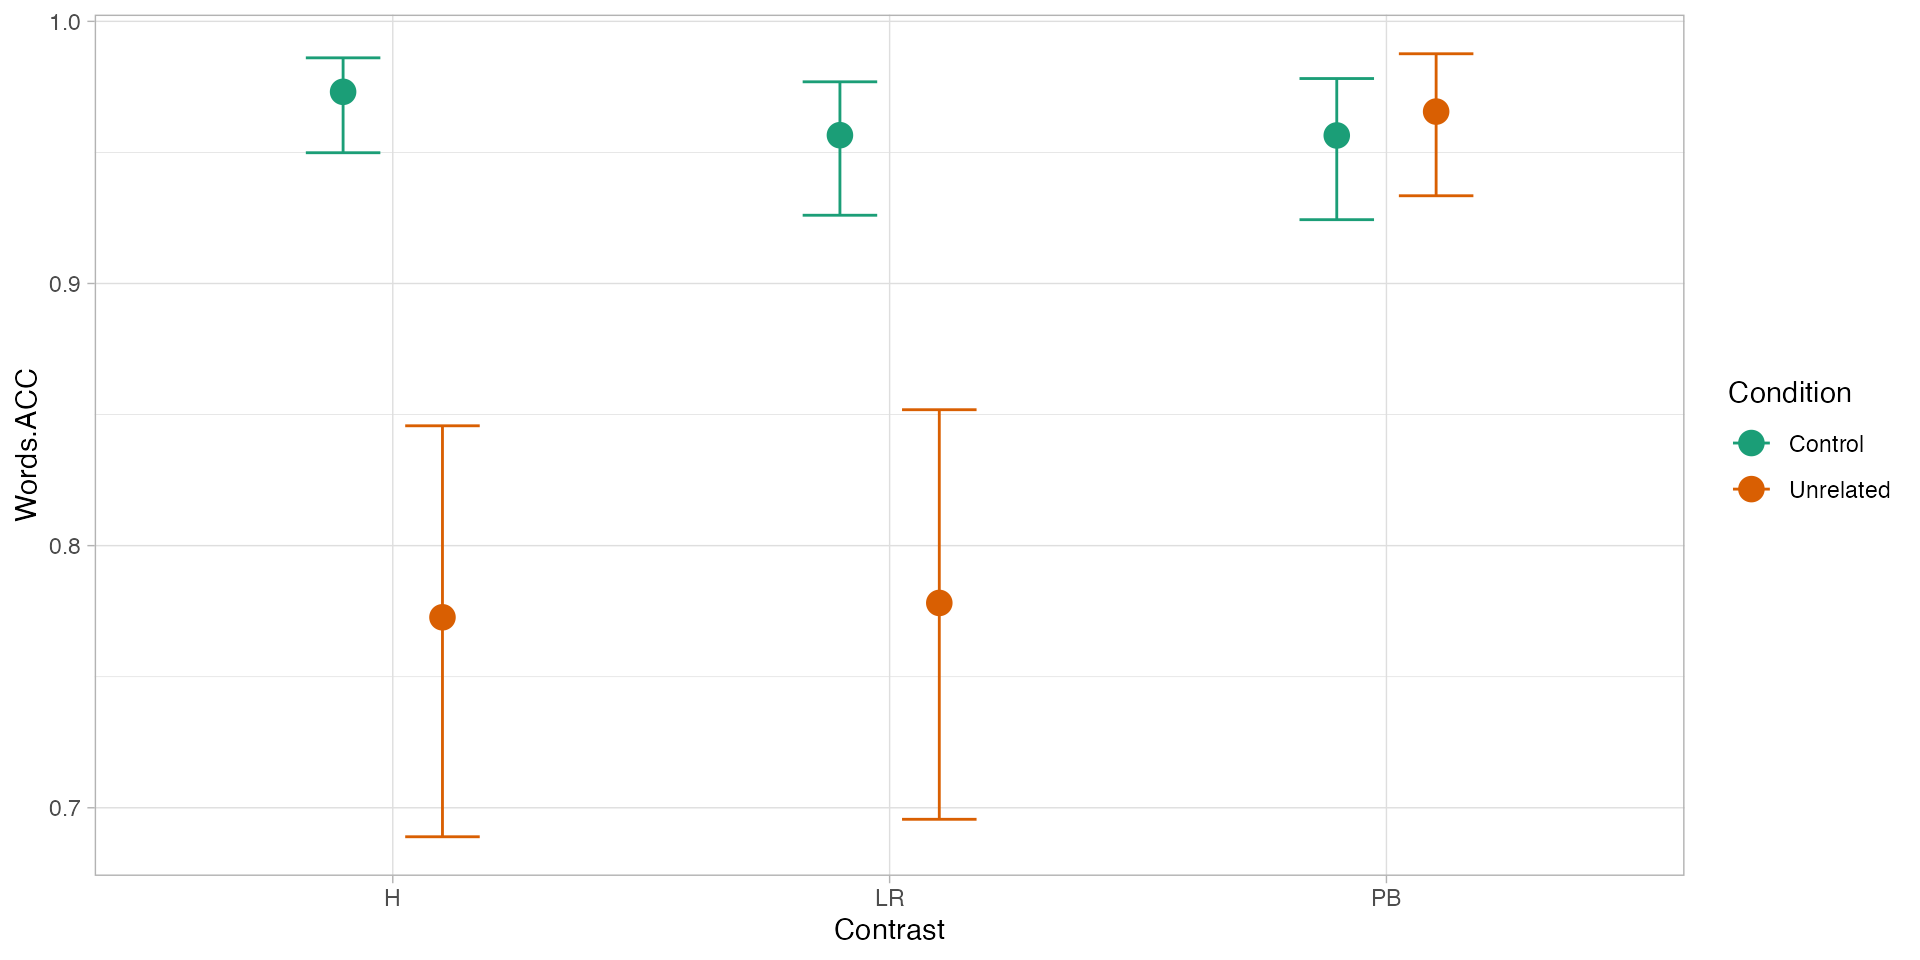 1.0
0.9
0.8
0.7
Words.ACC
H LR PB
Contrast
Condition
Control
Unrelated